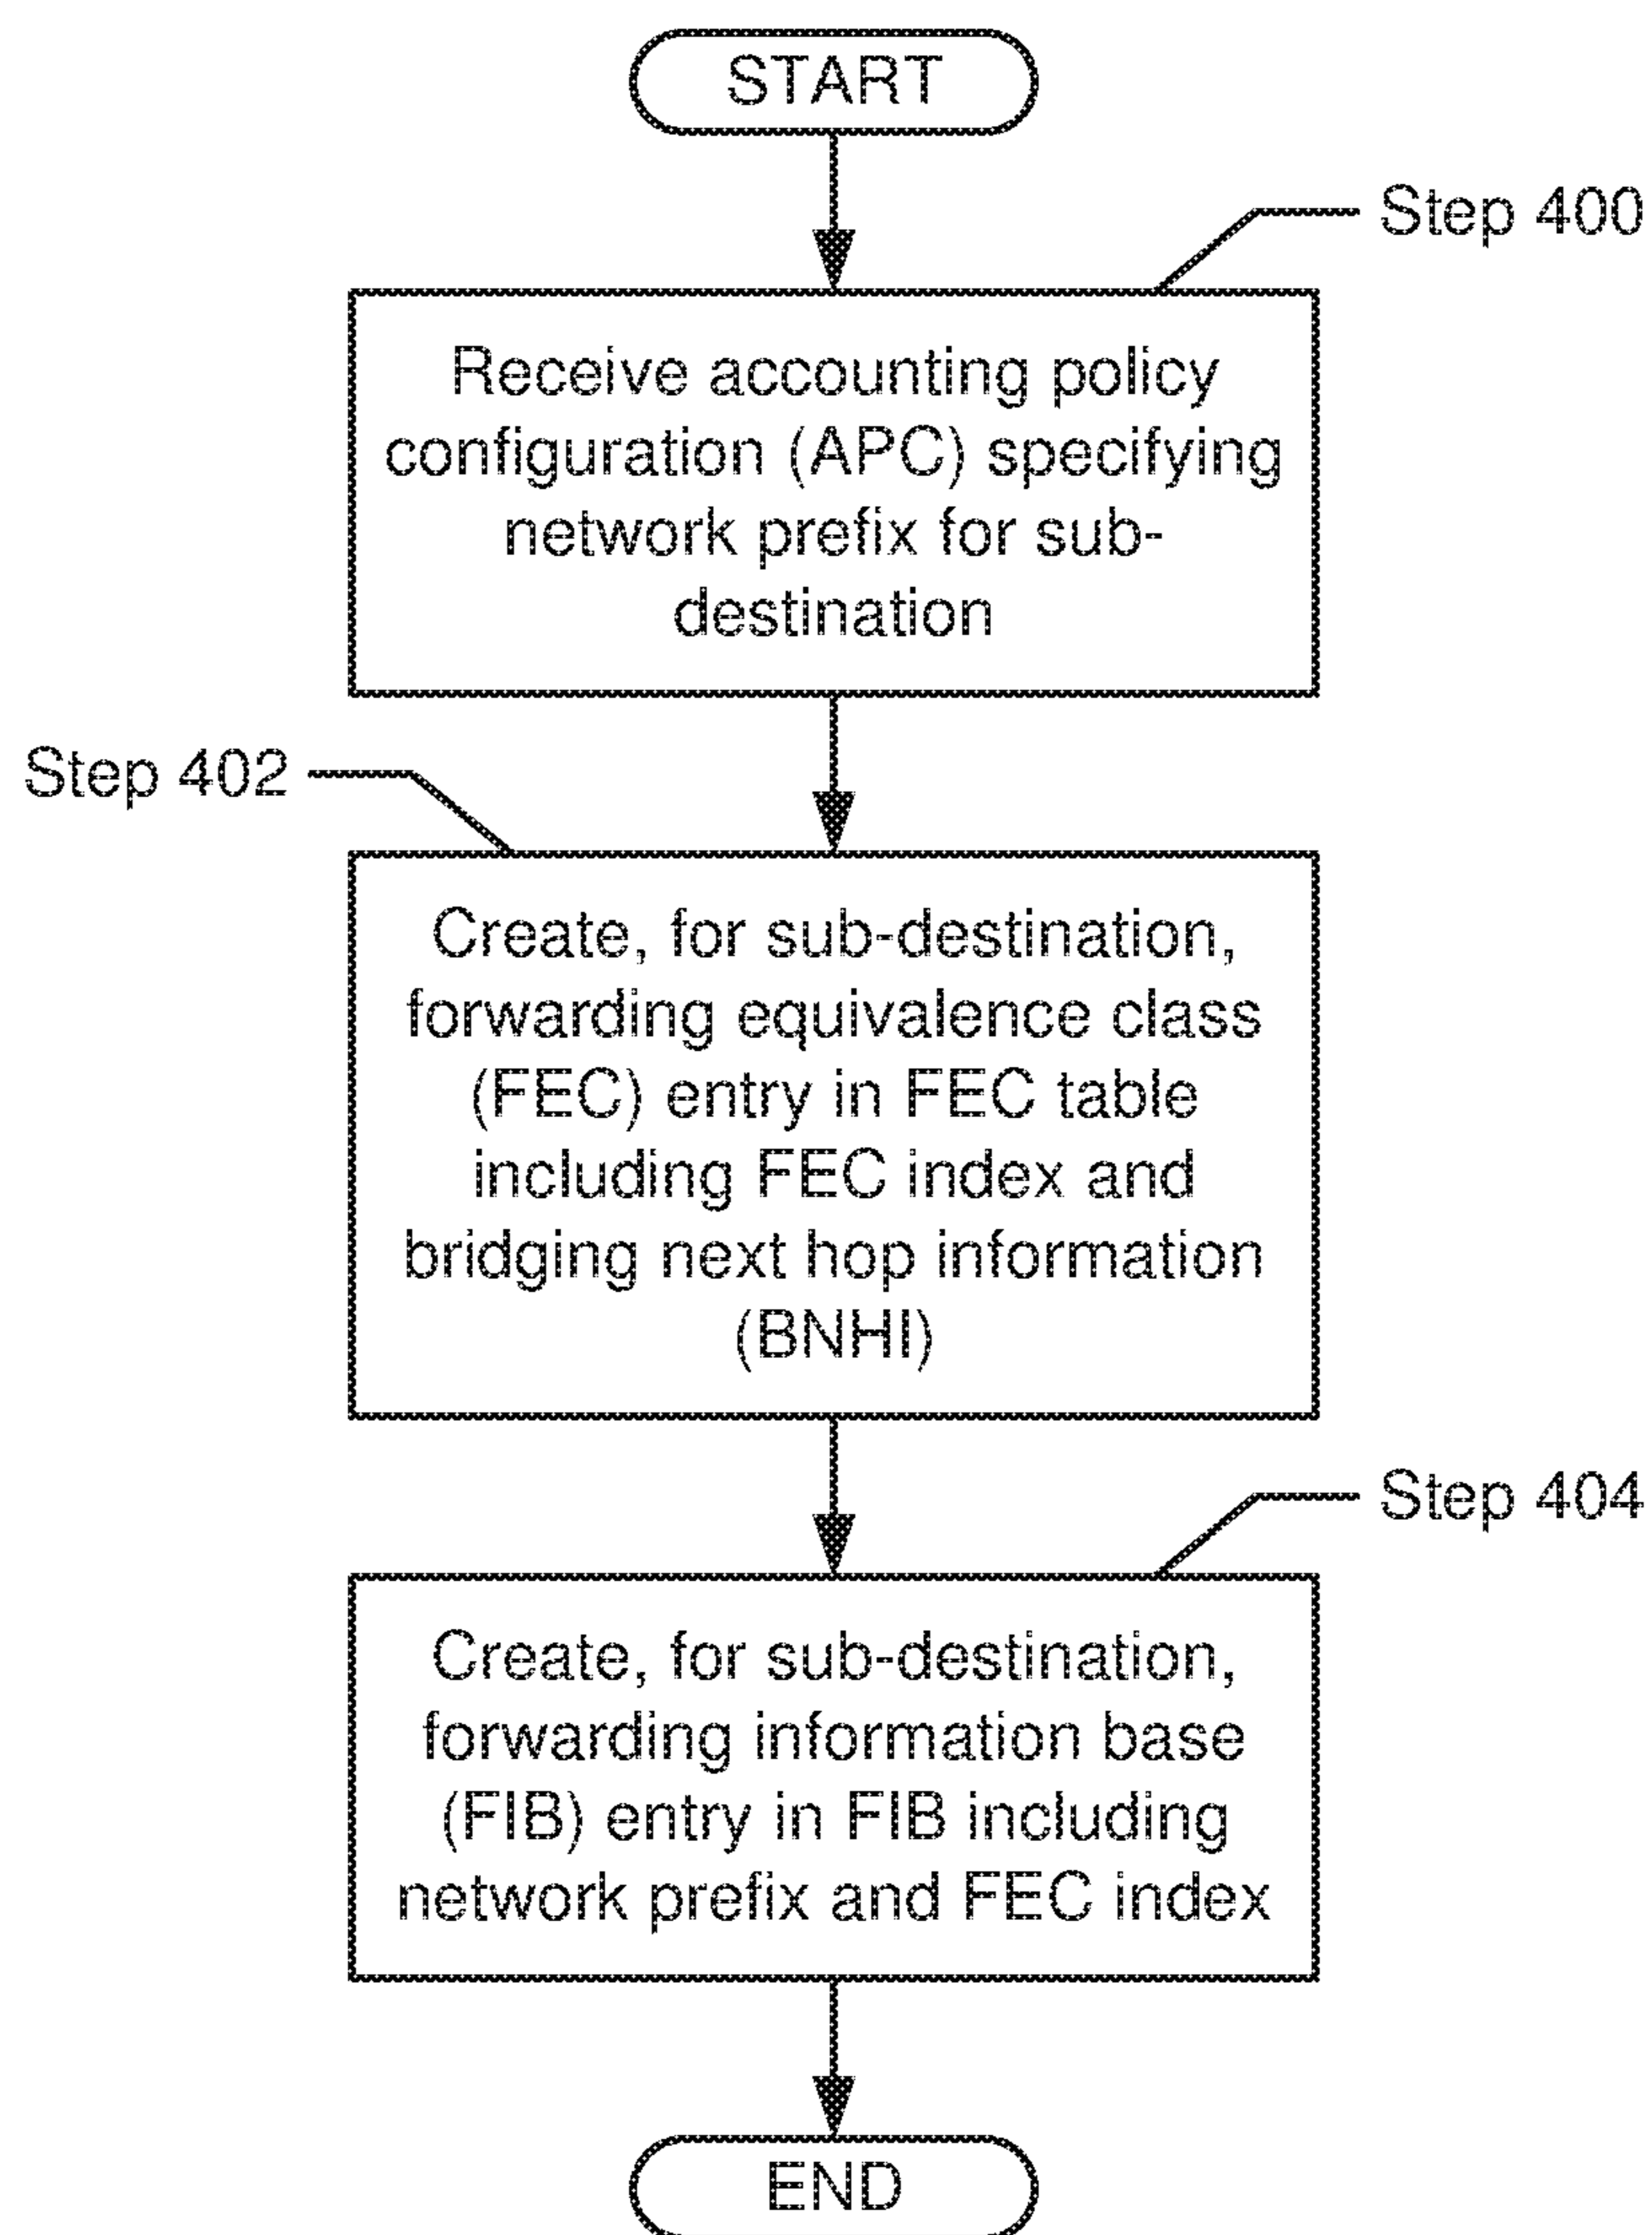 START
Step 400
Receive accounting policy
configuration (APC) specifying
network prefix for sub-
destination
Step 402
Create, for sub-destination,
forwarding equivalence class
(FEC) entry in FEC table
including FEC index and
bridging next hop information
(BNHI)
Step 404
Create, for sub-destination,
forwarding information base
(FIB) entry in FIB including
network prefix and FEC index
END